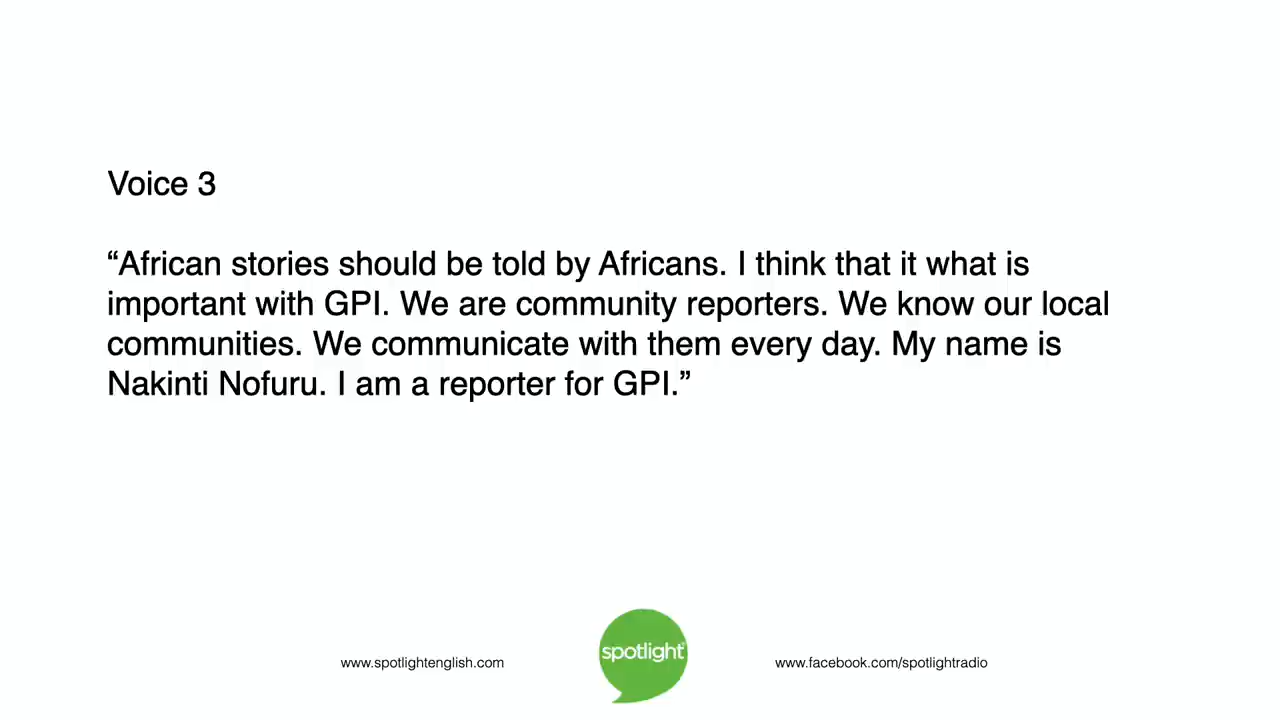 Voice 3
“African stories should be told by Africans. I think that it what is
important with GPI. We are community reporters. We know our local
communities. We communicate with them every day. My name is
Nakinti Nofuru. I am a reporter for GPI.”
www.spotlightenglish.com
spotlight
www.facebook.com/spotlightradio